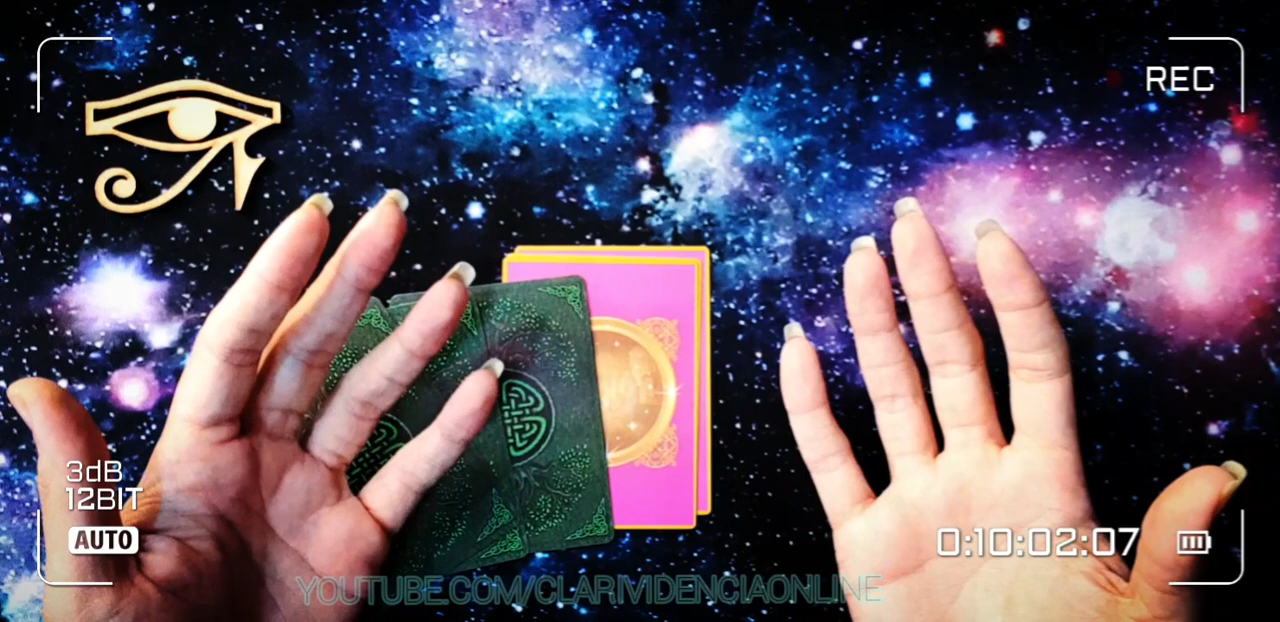 REC
3dB
12BIT
AUTO
0:10:02:07
YOUTUBE.COM/CLARIVIDENCIAONLINE